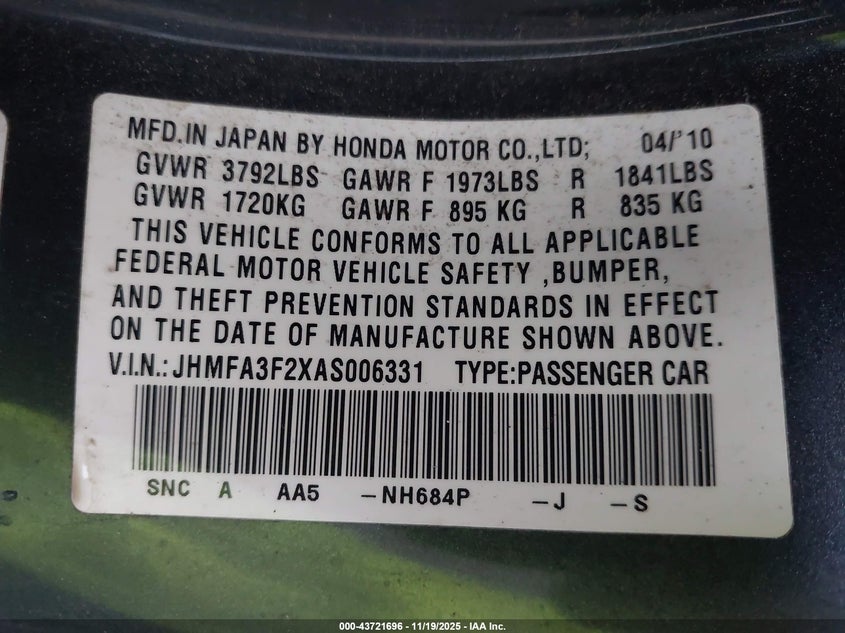 MFD.IN JAPAN BY HONDA MOTOR CO.,LTD; 04/'10
GVWR 3792LBS GAWR F 1973LBS R 1841LBS
GVWR 1720KG GAWR F 895 KG R 835 KG
THIS VEHICLE CONFORMS TO ALL APPLICABLE
FEDERAL MOTOR VEHICLE SAFETY ,BUMPER,
AND THEFT PREVENTION STANDARDS IN EFFECT
ON THE DATE OF MANUFACTURE SHOWN ABOVE.
V.I.N.:JHMFA3F2XAS006331 TYPE:PASSENGER CAR
SNC A AA5 -NH684P -J -S
000-43721696 - 11/19/2025 - IAA Inc.